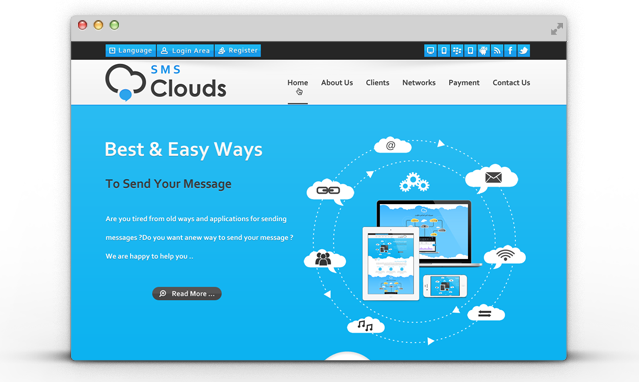 Language Login Area Register
SMS
Clouds
Home About Us Clients Networks Payment Contact Us
Best & Easy Ways
To Send Your Message
Are you tired from old ways and applications for sending
messages ?Do you want anew way to send your message ?
We are happy to help you ..
Read More ...
@